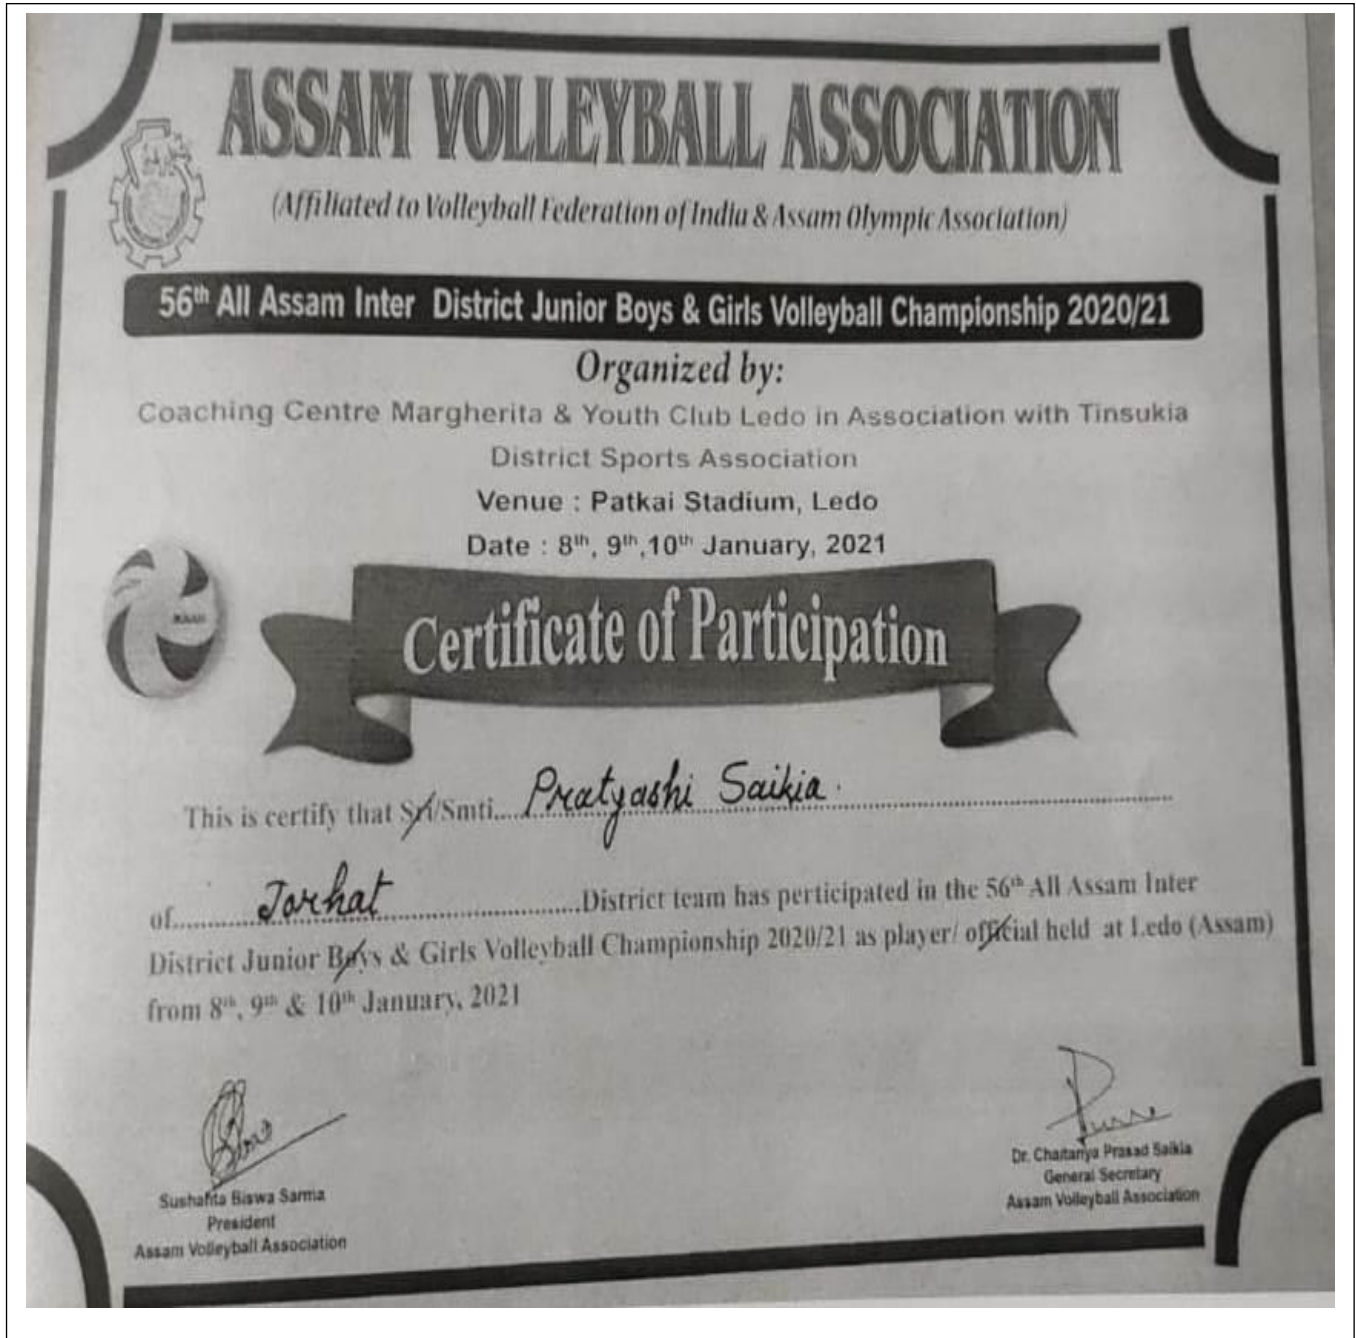 ASSAM VOLLEYBALL ASSOCIATION
(Affiliated to Volleyball Federation of India & Assam Olympic Association)
56th All Assam Inter District Junior Boys & Girls Volleyball Championship 2020/21
Organized by:
Coaching Centre Margherita & Youth Club Ledo in Association with Tinsukia
District Sports Association
Venue : Patkai Stadium, Ledo
Date : 8th, 9th,10th January, 2021
Certificate of Participation
This is certify that Sri/Smti.....Pratyashi Saikia.....
of.....Jorhat.....District team has perticipated in the 56th All Assam Inter
District Junior Boys & Girls Volleyball Championship 2020/21 as player/ official held at Ledo (Assam)
from 8th, 9th & 10th January, 2021
Sushanta Biswa Sarma
President
Assam Volleyball Association
Dr. Chaitanya Prasad Saikia
General Secretary
Assam Volleyball Association